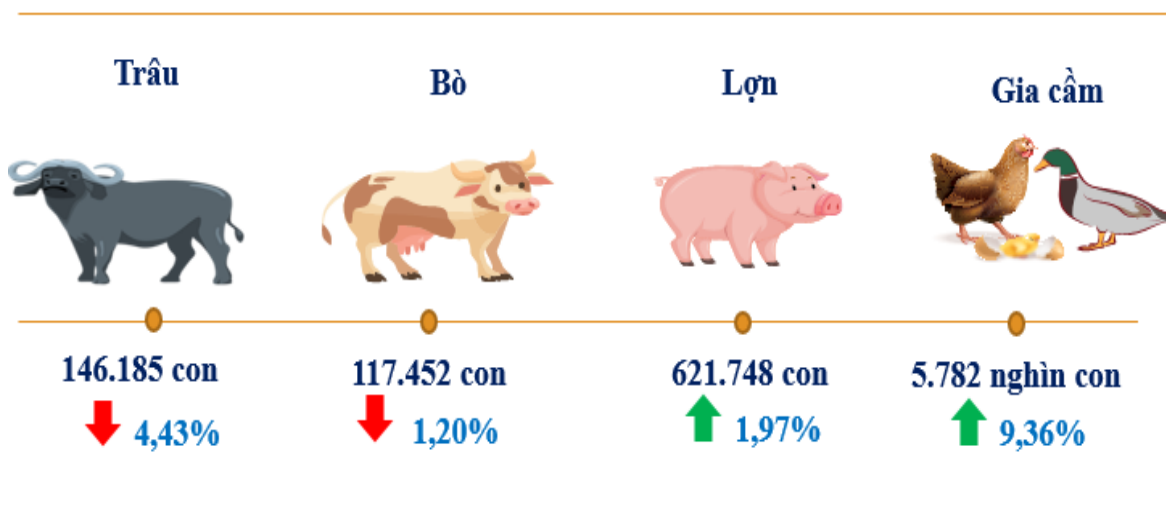 Trâu
Bò
Lợn
Gia cầm
146.185 con
117.452 con
621.748 con
5.782 nghìn con
4,43%
1,20%
1,97%
9,36%